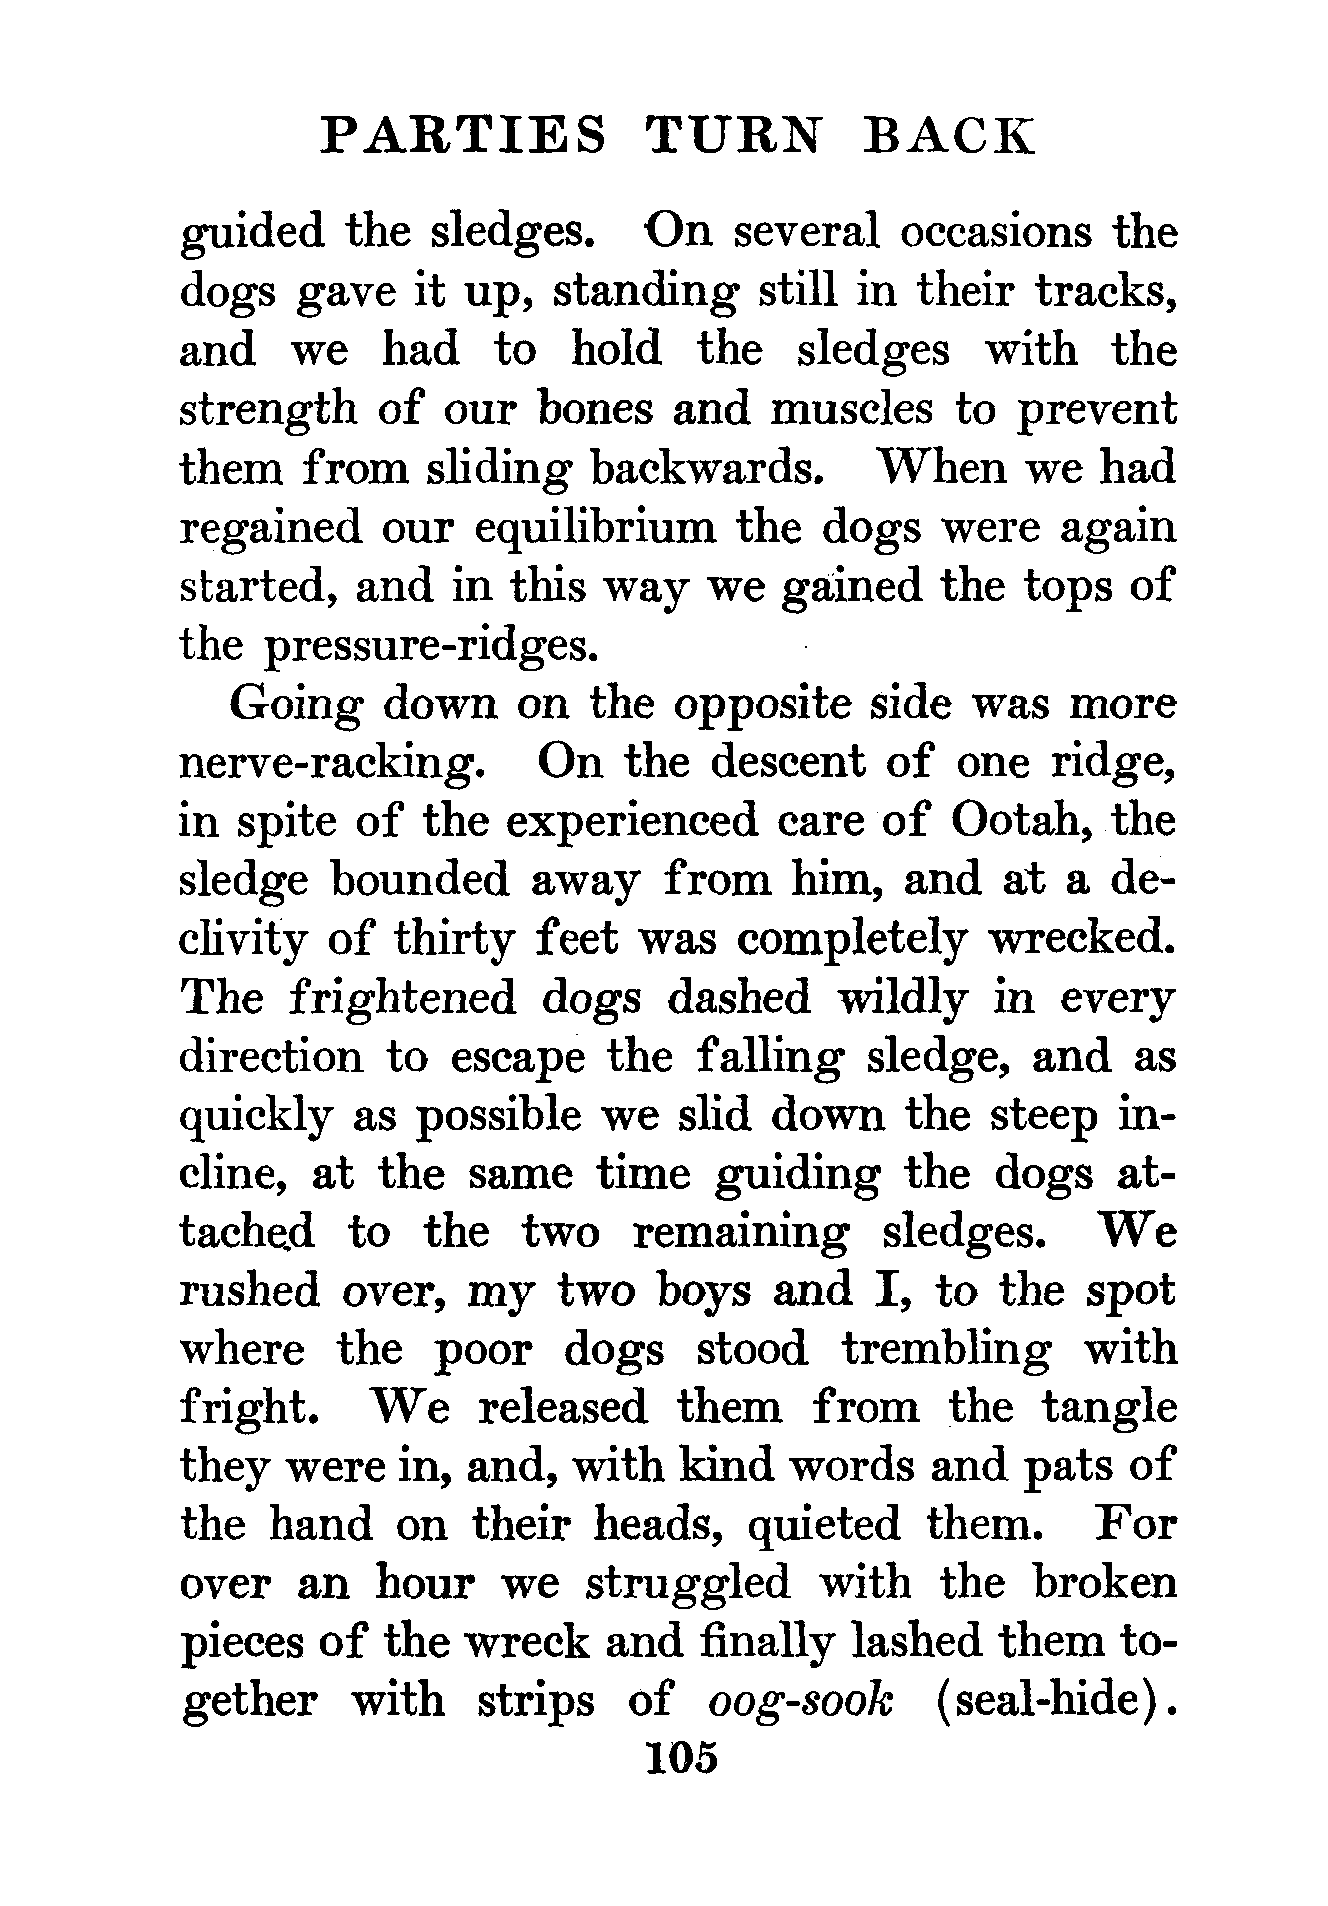 PARTIES TURN BACK
guided the sledges. On several occasions the
dogs gave it up, standing still in their tracks,
and we had to hold the sledges with the
strength of our bones and muscles to prevent
them from sliding backwards. When we had
regained our equilibrium the dogs were again
started, and in this way we gained the tops of
the pressure-ridges.
Going down on the opposite side was more
nerve-racking. On the descent of one ridge,
in spite of the experienced care of Ootah, the
sledge bounded away from him, and at a de-
clivity of thirty feet was completely wrecked.
The frightened dogs dashed wildly in every
direction to escape the falling sledge, and as
quickly as possible we slid down the steep in-
cline, at the same time guiding the dogs at-
tached to the two remaining sledges. We
rushed over, my two boys and I, to the spot
where the poor dogs stood trembling with
fright. We released them from the tangle
they were in, and, with kind words and pats of
the hand on their heads, quieted them. For
over an hour we struggled with the broken
pieces of the wreck and finally lashed them to-
gether with strips of oog-sook (seal-hide).
105